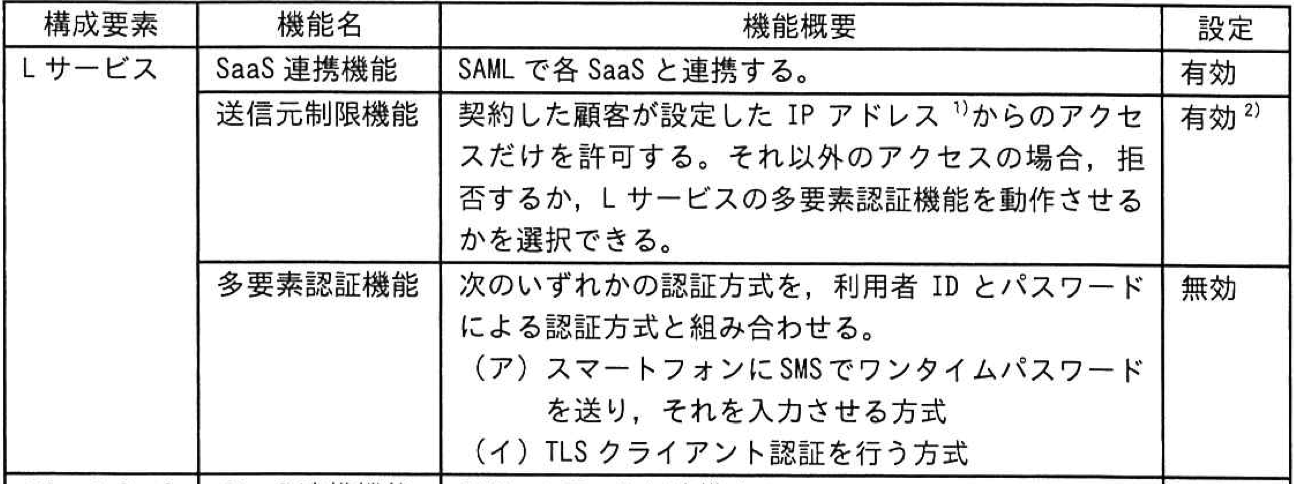 構成要素 機能名 機能概要 設定
Lサービス SaaS 連携機能 SAML で各 SaaS と連携する。 有効
送信元制限機能 契約した顧客が設定した IP アドレス 1)からのアクセ 有効 2)
スだけを許可する。それ以外のアクセスの場合，拒
否するか，L サービスの多要素認証機能を動作させる
かを選択できる。
多要素認証機能 次のいずれかの認証方式を，利用者 ID とパスワード 無効
による認証方式と組み合わせる。
（ア）スマートフォンに SMS でワンタイムパスワード
を送り，それを入力させる方式
（イ）TLS クライアント認証を行う方式